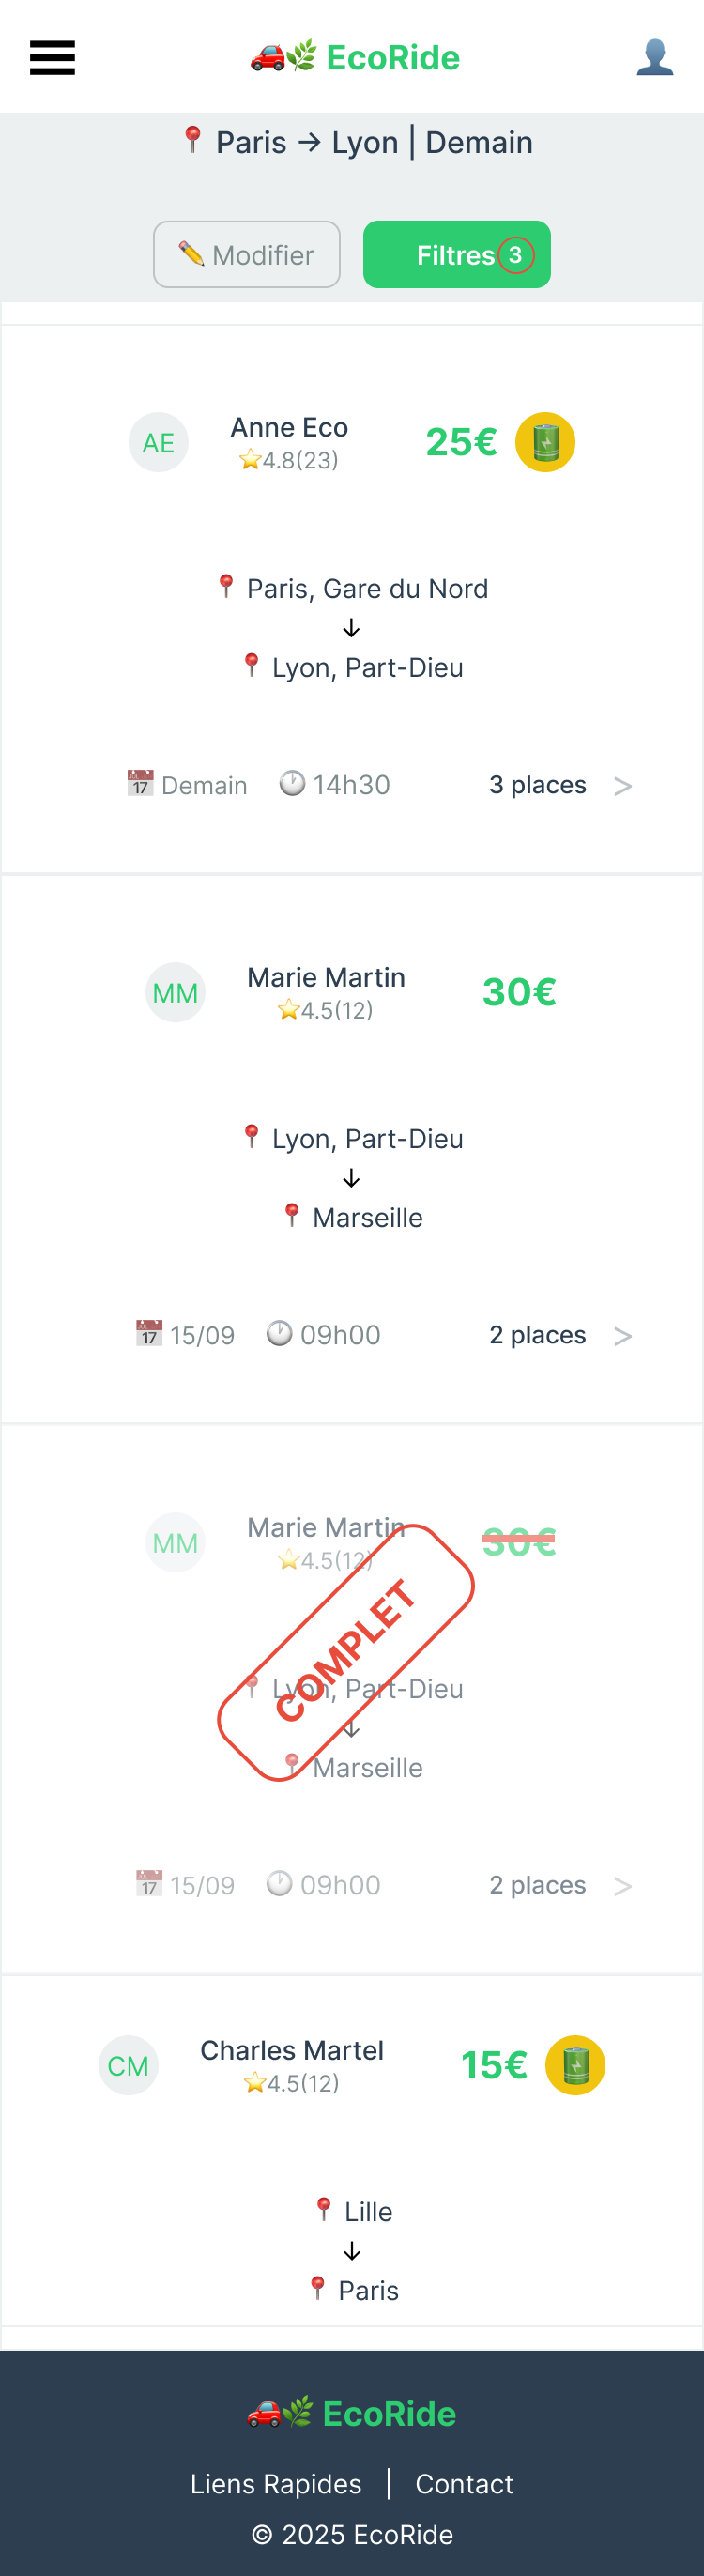 EcoRide
Paris → Lyon | Demain
Modifier
Filtres 3
AE
Anne Eco
4.8(23)
25€
Paris, Gare du Nord
↓
Lyon, Part-Dieu
17 Demain 14h30 3 places >
MM
Marie Martin
4.5(12)
30€
Lyon, Part-Dieu
↓
Marseille
17 15/09 09h00 2 places >
MM
Marie Martin
4.5(12)
30€
COMPLET
Lyon, Part-Dieu
↓
Marseille
17 15/09 09h00 2 places >
CM
Charles Martel
4.5(12)
15€
Lille
↓
Paris
EcoRide
Liens Rapides | Contact
© 2025 EcoRide